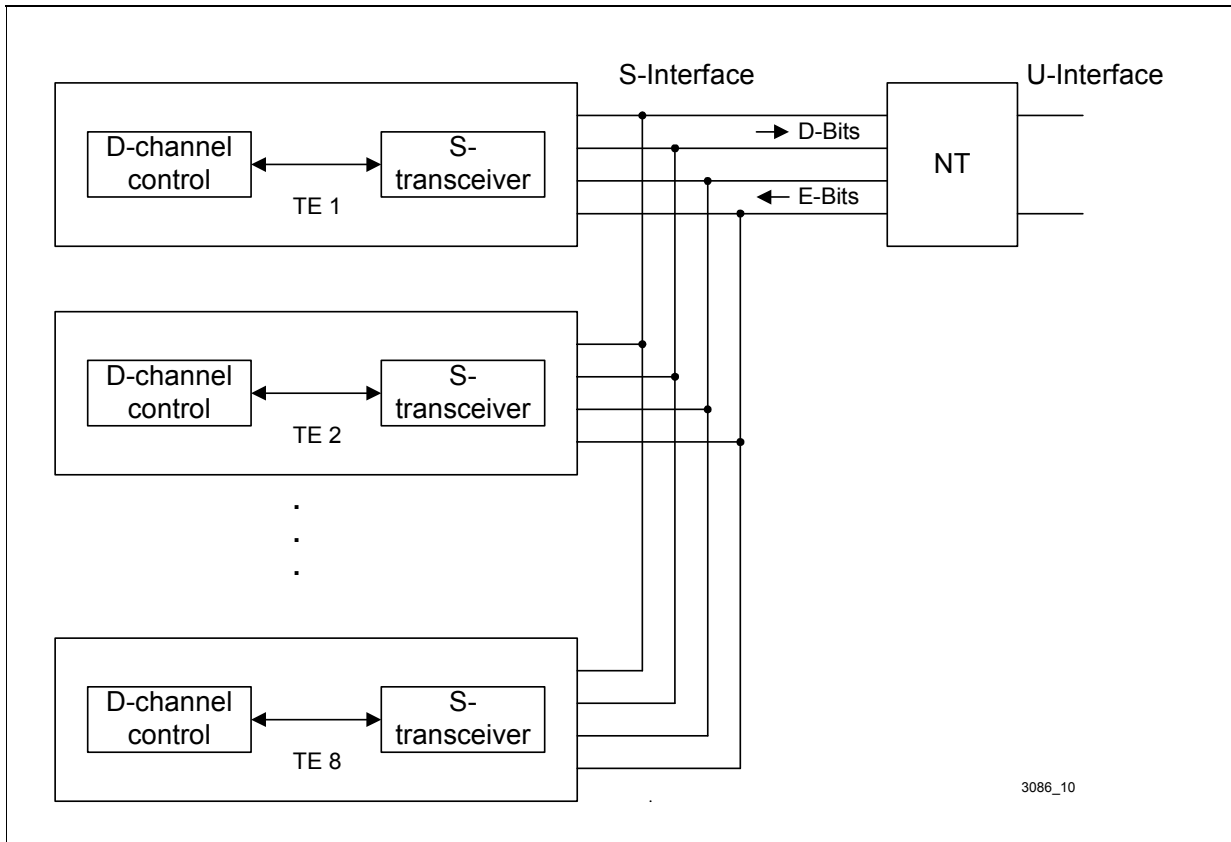 S-Interface
U-Interface
D-channel
control
S-
transceiver
TE 1
D-Bits
E-Bits
NT
D-channel
control
S-
transceiver
TE 2
.
.
.
D-channel
control
S-
transceiver
TE 8
3086_10